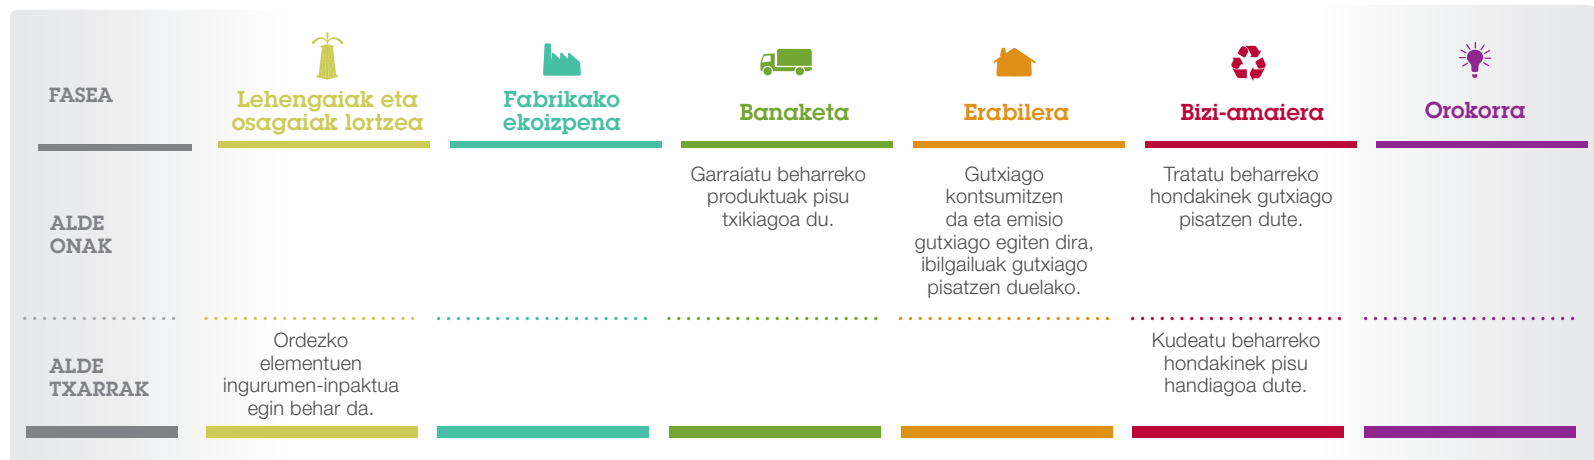 FASEA
Lehengaiak eta
osagaiak lortzea
Fabrikako
ekoizpena
Banaketa
Erabilera
Bizi-amaiera
Orokorra
ALDE
ONAK
Garraiatu beharreko
produktuak pisu
txikiagoa du.
Gutxiago
kontsumitzen
da eta emisio
gutxiago egiten dira,
ibilgailuak gutxiago
pisatzen duelako.
Tratatu beharreko
hondakinek gutxiago
pisatzen dute.
ALDE
TXARRAK
Ordezko
elementuen
ingurumen-inpaktua
egin behar da.
Kudeatu beharreko
hondakinek pisu
handiagoa dute.